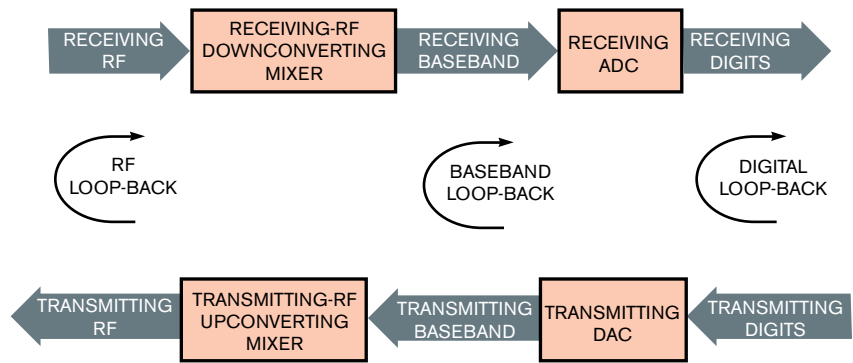 RECEIVING
RF
RECEIVING-RF
DOWNCONVERTING
MIXER
RECEIVING
BASEBAND
RECEIVING
ADC
RECEIVING
DIGITS
RF
LOOP-BACK
BASEBAND
LOOP-BACK
DIGITAL
LOOP-BACK
TRANSMITTING
RF
TRANSMITTING-RF
UPCONVERTING
MIXER
TRANSMITTING
BASEBAND
TRANSMITTING
DAC
TRANSMITTING
DIGITS